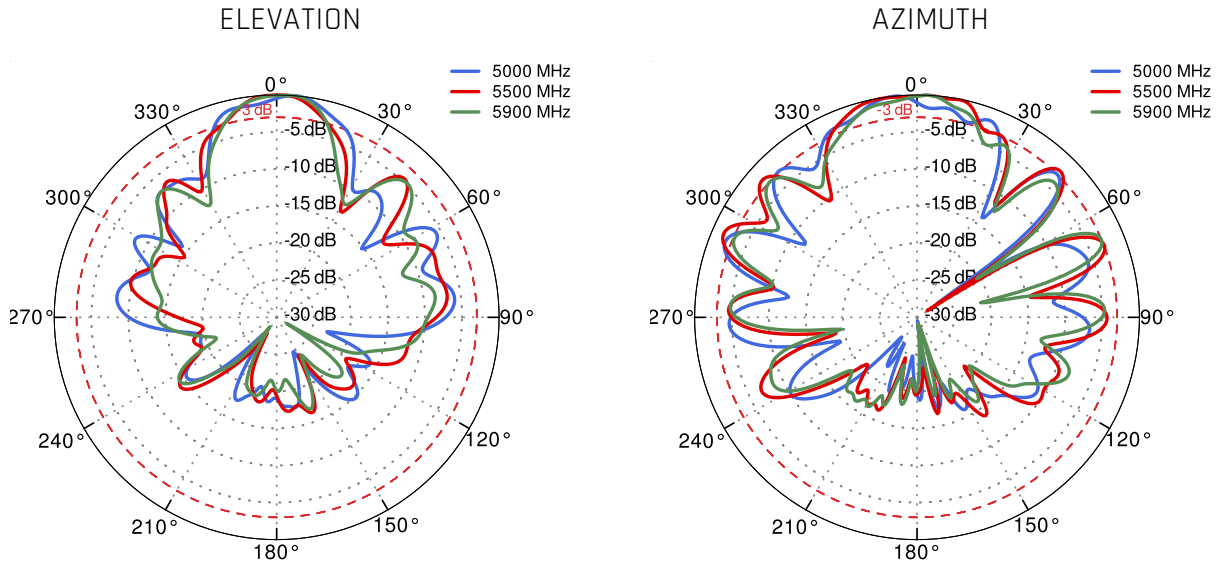 ELEVATION
5000 MHz
5500 MHz
5900 MHz
0°
330°
30°
-3 dB
-5 dB
-10 dB
300°
60°
-15 dB
-20 dB
-25 dB
270°
-30 dB
90°
240°
120°
210°
150°
180°
AZIMUTH
5000 MHz
5500 MHz
5900 MHz
0°
330°
30°
-3 dB
-5 dB
-10 dB
300°
60°
-15 dB
-20 dB
-25 dB
270°
-30 dB
90°
240°
120°
210°
150°
180°